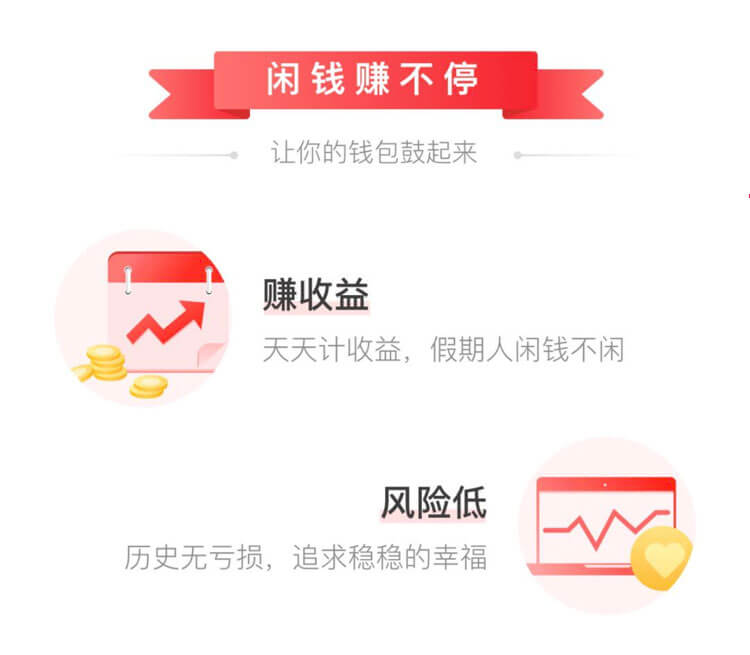 闲钱赚不停
让你的钱包鼓起来
赚收益
天天计收益，假期人闲钱不闲
风险低
历史无亏损，追求稳稳的幸福